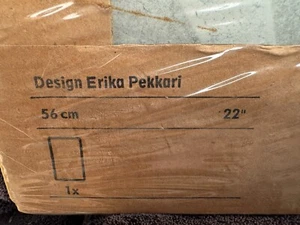 Design Erika Pekkari
56 cm 22"
1x